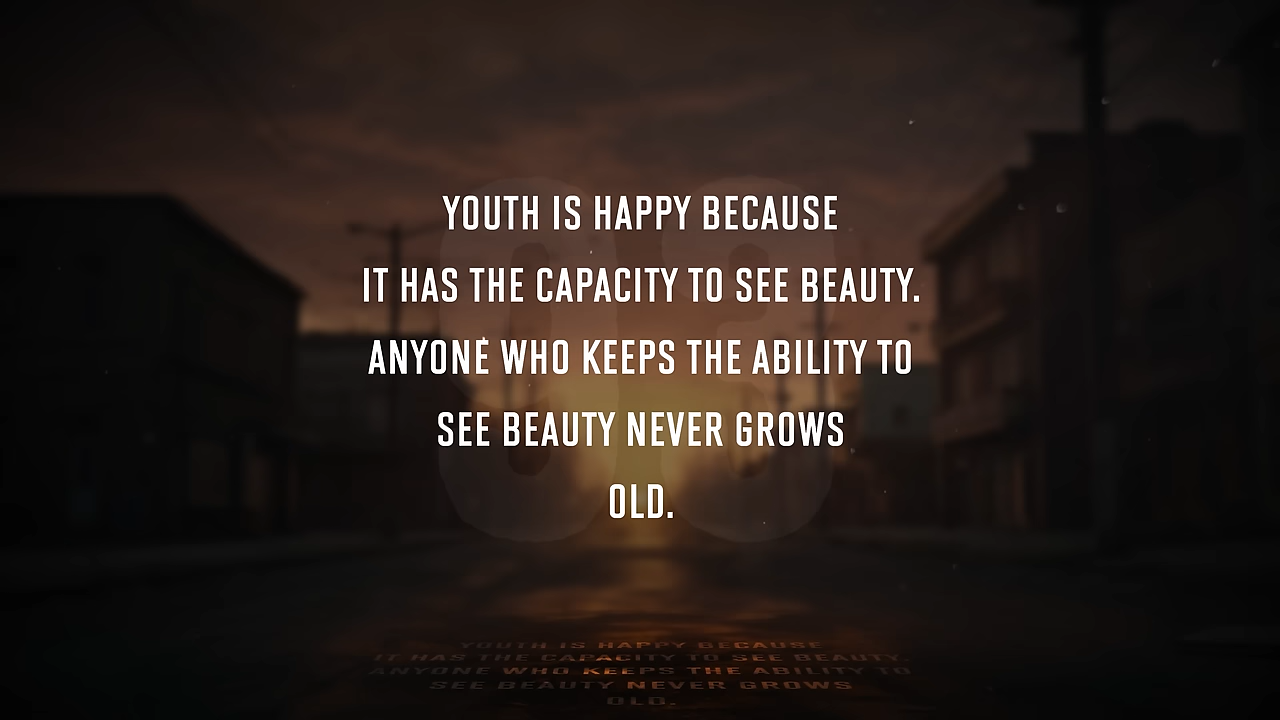 YOUTH IS HAPPY BECAUSE
IT HAS THE CAPACITY TO SEE BEAUTY.
ANYONE WHO KEEPS THE ABILITY TO
SEE BEAUTY NEVER GROWS
OLD.
03
YOUTH IS HAPPY BECAUSE
IT HAS THE CAPACITY TO SEE BEAUTY.
ANYONE WHO KEEPS THE ABILITY TO
SEE BEAUTY NEVER GROWS
OLD.